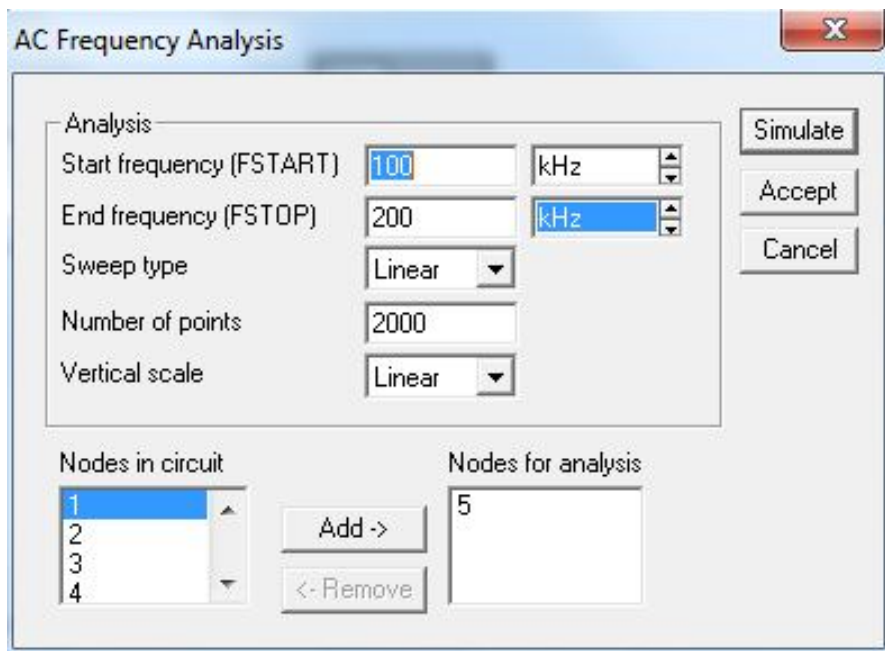 AC Frequency Analysis
Analysis
Start frequency (FSTART) 100 kHz
End frequency (FSTOP) 200 kHz
Sweep type Linear
Number of points 2000
Vertical scale Linear
Simulate
Accept
Cancel
Nodes in circuit
1
2
3
4
Add ->
<- Remove
Nodes for analysis
5